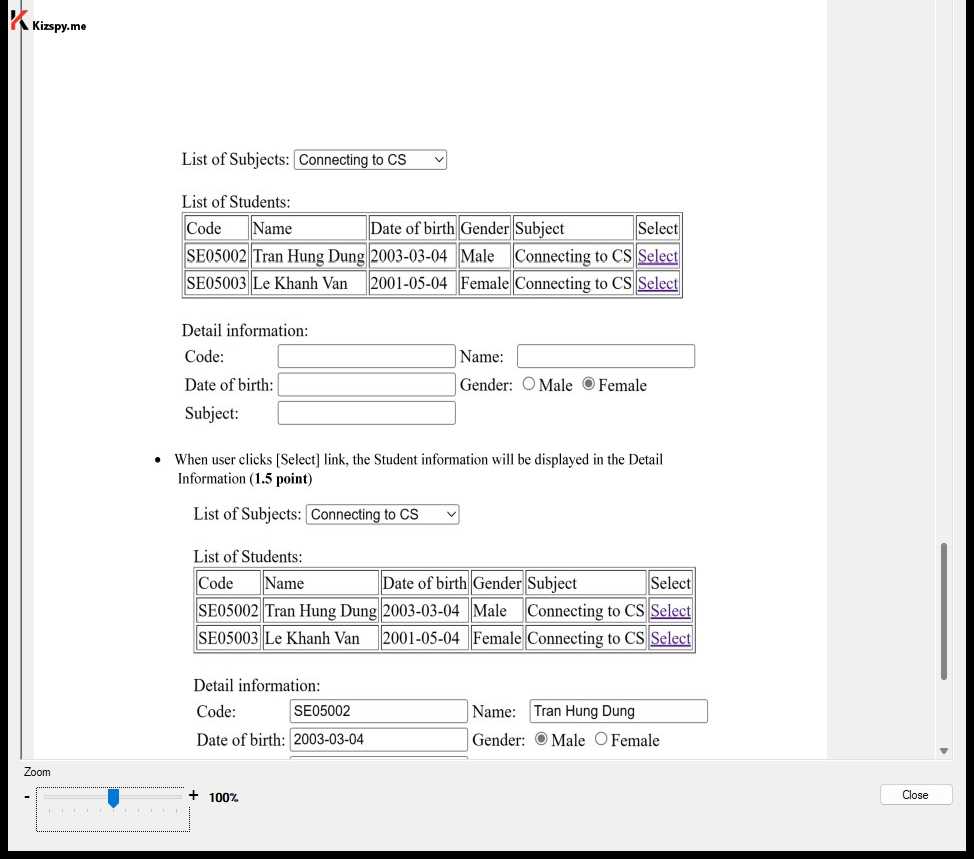 Kizspy.me
List of Subjects: Connecting to CS
List of Students:
Code Name Date of birth Gender Subject Select
SE05002 Tran Hung Dung 2003-03-04 Male Connecting to CS Select
SE05003 Le Khanh Van 2001-05-04 Female Connecting to CS Select
Detail information:
Code: Name:
Date of birth: Gender: Male Female
Subject:
• When user clicks [Select] link, the Student information will be displayed in the Detail
Information (1.5 point)
List of Subjects: Connecting to CS
List of Students:
Code Name Date of birth Gender Subject Select
SE05002 Tran Hung Dung 2003-03-04 Male Connecting to CS Select
SE05003 Le Khanh Van 2001-05-04 Female Connecting to CS Select
Detail information:
Code: SE05002 Name: Tran Hung Dung
Date of birth: 2003-03-04 Gender: Male Female
Zoom
- + 100%
Close